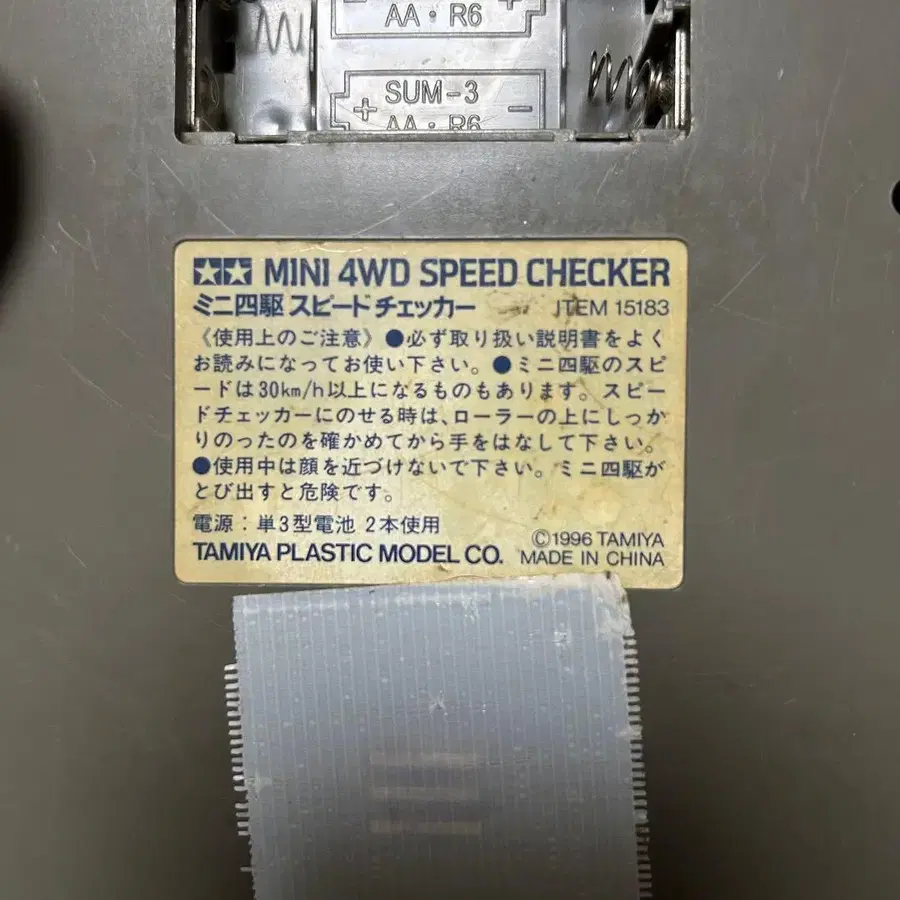 − +
AA・R6
+ SUM-3 −
AA・R6
MINI 4WD SPEED CHECKER
ミニ四駆 スピードチェッカー ITEM 15183
《使用上のご注意》●必ず取り扱い説明書をよく
お読みになってお使い下さい。●ミニ四駆のスピ
ードは30km/h以上になるものもあります。スピ
ードチェッカーにのせる時は、ローラーの上にしっか
りのったのを確かめてから手をはなして下さい。
●使用中は顔を近づけないで下さい。ミニ四駆が
とび出すと危険です。
電源：単3型電池 2本使用
©1996 TAMIYA
TAMIYA PLASTIC MODEL CO. MADE IN CHINA